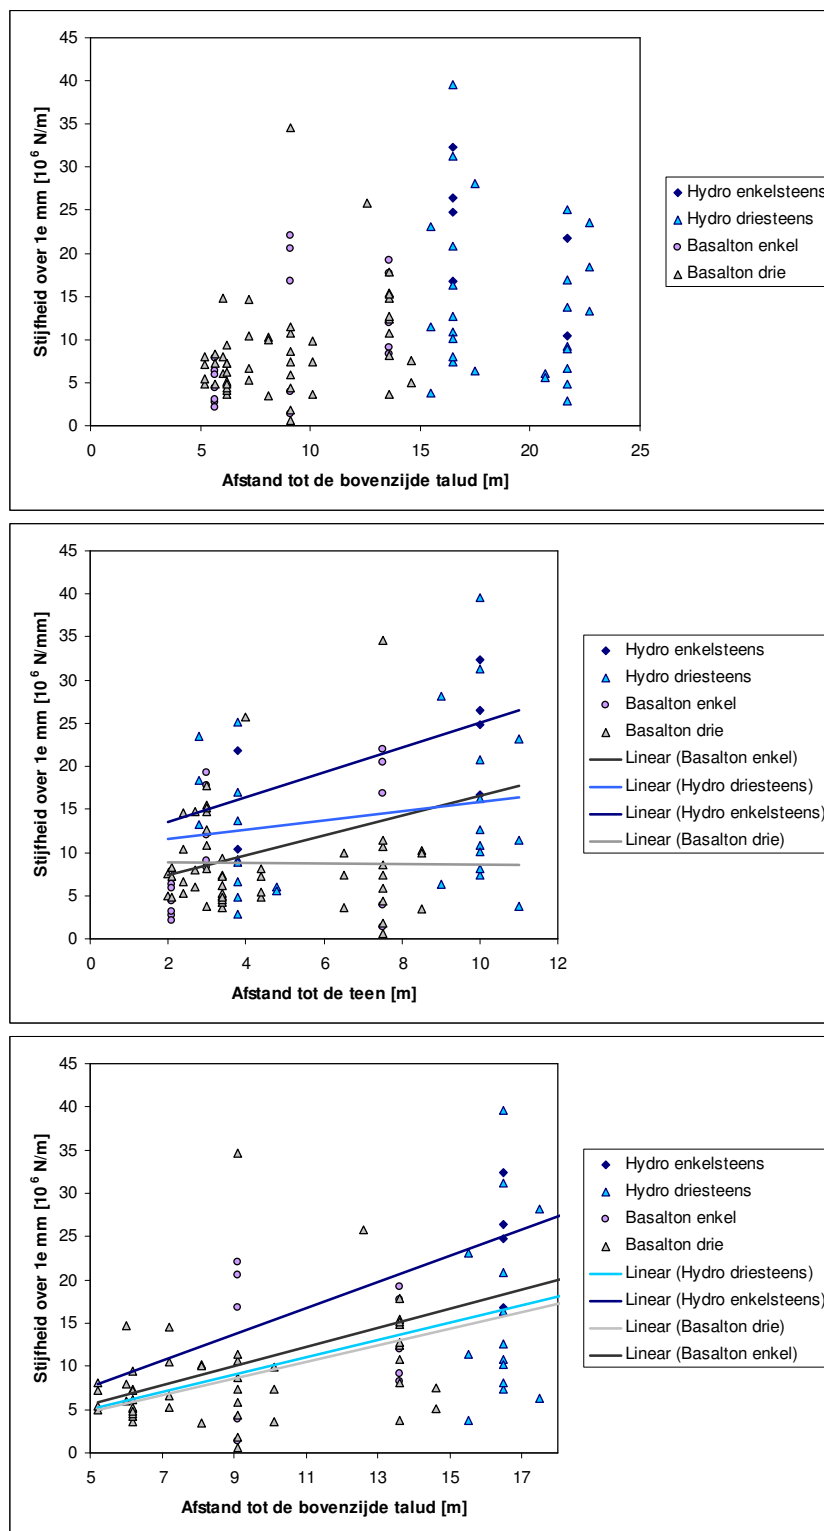 45
40
35
30
25
20
15
10
5
0
Stijfheid over 1e mm [10⁶ N/m]
0 5 10 15 20 25
Afstand tot de bovenzijde talud [m]
Hydro enkelsteens
Hydro driesteens
Basalton enkel
Basalton drie
45
40
35
30
25
20
15
10
5
0
Stijfheid over 1e mm [10⁶ N/mm]
0 2 4 6 8 10 12
Afstand tot de teen [m]
Hydro enkelsteens
Hydro driesteens
Basalton enkel
Basalton drie
Linear (Basalton enkel)
Linear (Hydro driesteens)
Linear (Hydro enkelsteens)
Linear (Basalton drie)
45
40
35
30
25
20
15
10
5
0
Stijfheid over 1e mm [10⁶ N/m]
5 7 9 11 13 15 17
Afstand tot de bovenzijde talud [m]
Hydro enkelsteens
Hydro driesteens
Basalton enkel
Basalton drie
Linear (Hydro driesteens)
Linear (Hydro enkelsteens)
Linear (Basalton drie)
Linear (Basalton enkel)